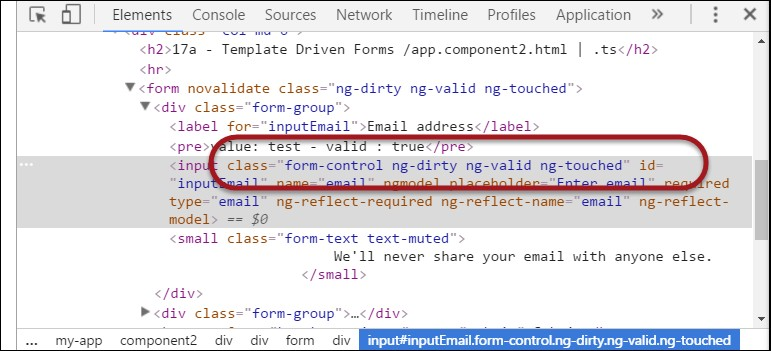 Elements Console Sources Network Timeline Profiles Application »
<h2>17a - Template Driven Forms /app.component2.html | .ts</h2>
<hr>
▼<form novalidate class="ng-dirty ng-valid ng-touched">
▼<div class="form-group">
<label for="inputEmail">Email address</label>
<pre>value: test - valid : true</pre>
<input class="form-control ng-dirty ng-valid ng-touched" id=
"inputEmail" name="email" ngmodel placeholder="Enter email" required
type="email" ng-reflect-required ng-reflect-name="email" ng-reflect-
model> == $0
<small class="form-text text-muted">
We'll never share your email with anyone else.
</small>
</div>
▶<div class="form-group">…</div>
... my-app component2 div div form div input#inputEmail.form-control.ng-dirty.ng-valid.ng-touched